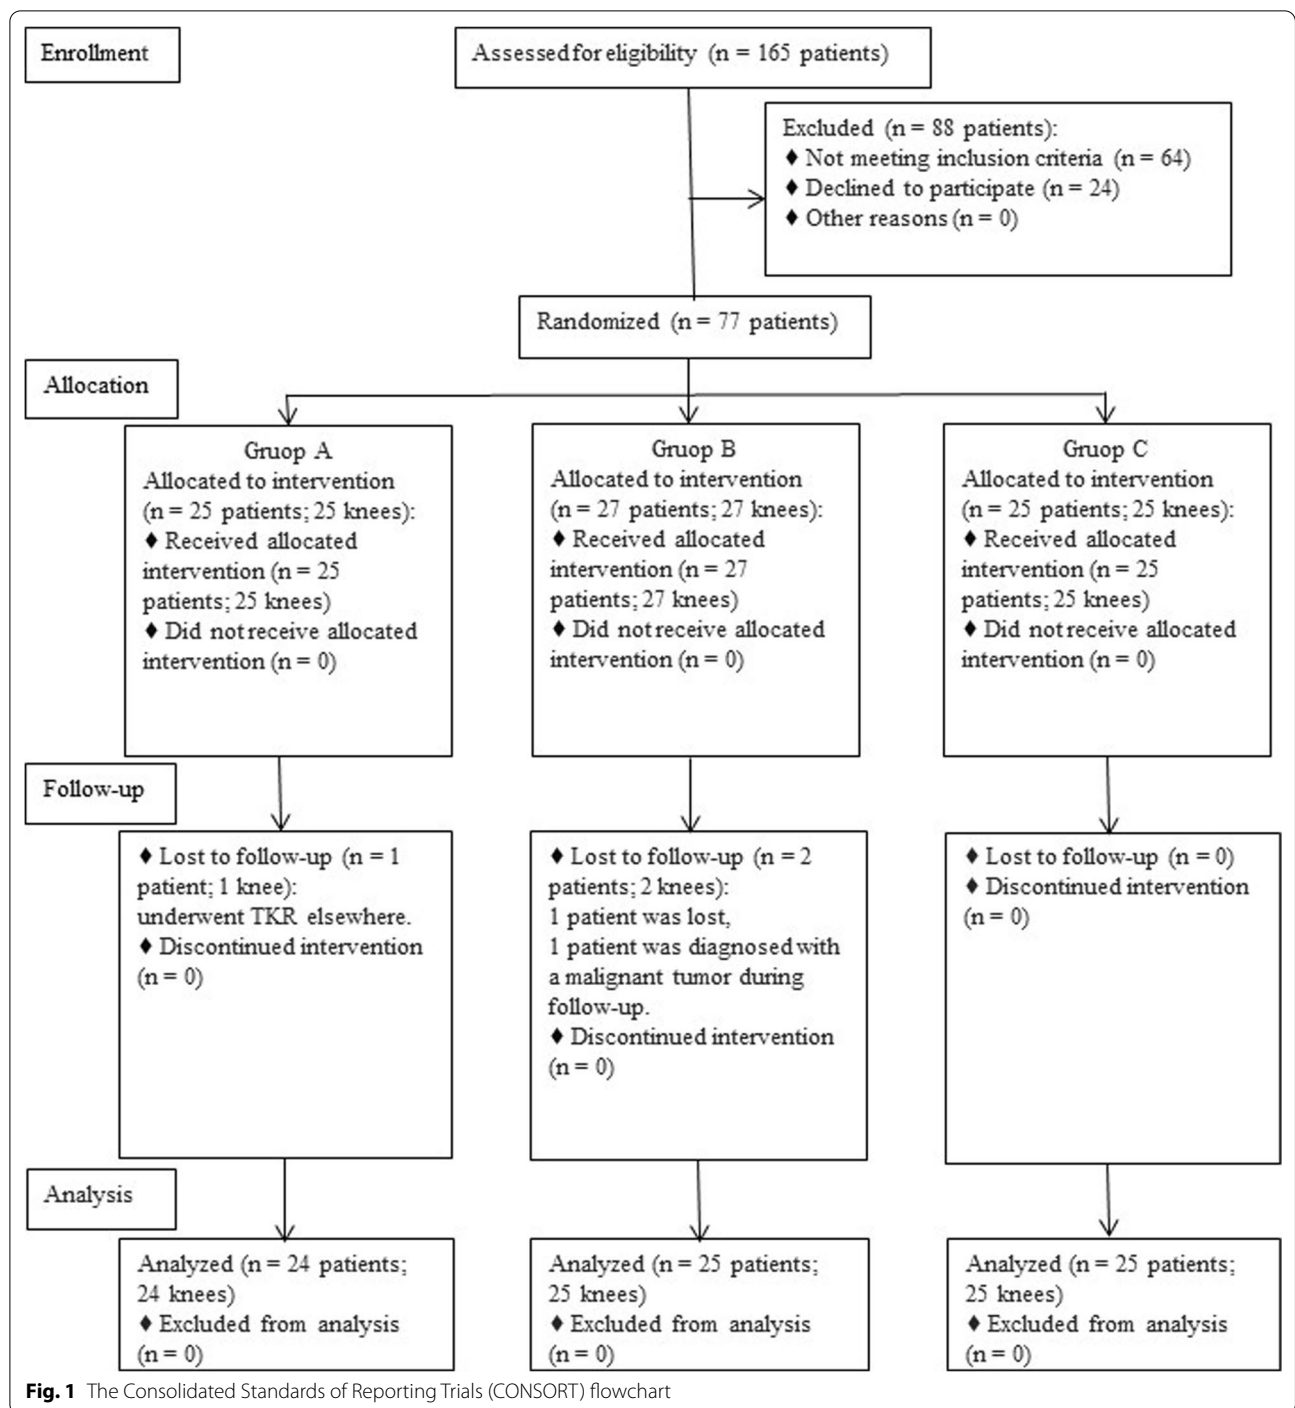 Enrollment
Assessed for eligibility (n = 165 patients)
Excluded (n = 88 patients):
♦ Not meeting inclusion criteria (n = 64)
♦ Declined to participate (n = 24)
♦ Other reasons (n = 0)
Randomized (n = 77 patients)
Allocation
Gruop A
Allocated to intervention
(n = 25 patients; 25 knees):
♦ Received allocated
intervention (n = 25
patients; 25 knees)
♦ Did not receive allocated
intervention (n = 0)
Gruop B
Allocated to intervention
(n = 27 patients; 27 knees):
♦ Received allocated
intervention (n = 27
patients; 27 knees)
♦ Did not receive allocated
intervention (n = 0)
Gruop C
Allocated to intervention
(n = 25 patients; 25 knees):
♦ Received allocated
intervention (n = 25
patients; 25 knees)
♦ Did not receive allocated
intervention (n = 0)
Follow-up
♦ Lost to follow-up (n = 1
patient; 1 knee):
underwent TKR elsewhere.
♦ Discontinued intervention
(n = 0)
♦ Lost to follow-up (n = 2
patients; 2 knees):
1 patient was lost,
1 patient was diagnosed with
a malignant tumor during
follow-up.
♦ Discontinued intervention
(n = 0)
♦ Lost to follow-up (n = 0)
♦ Discontinued intervention
(n = 0)
Analysis
Analyzed (n = 24 patients;
24 knees)
♦ Excluded from analysis
(n = 0)
Analyzed (n = 25 patients;
25 knees)
♦ Excluded from analysis
(n = 0)
Analyzed (n = 25 patients;
25 knees)
♦ Excluded from analysis
(n = 0)
Fig. 1 The Consolidated Standards of Reporting Trials (CONSORT) flowchart